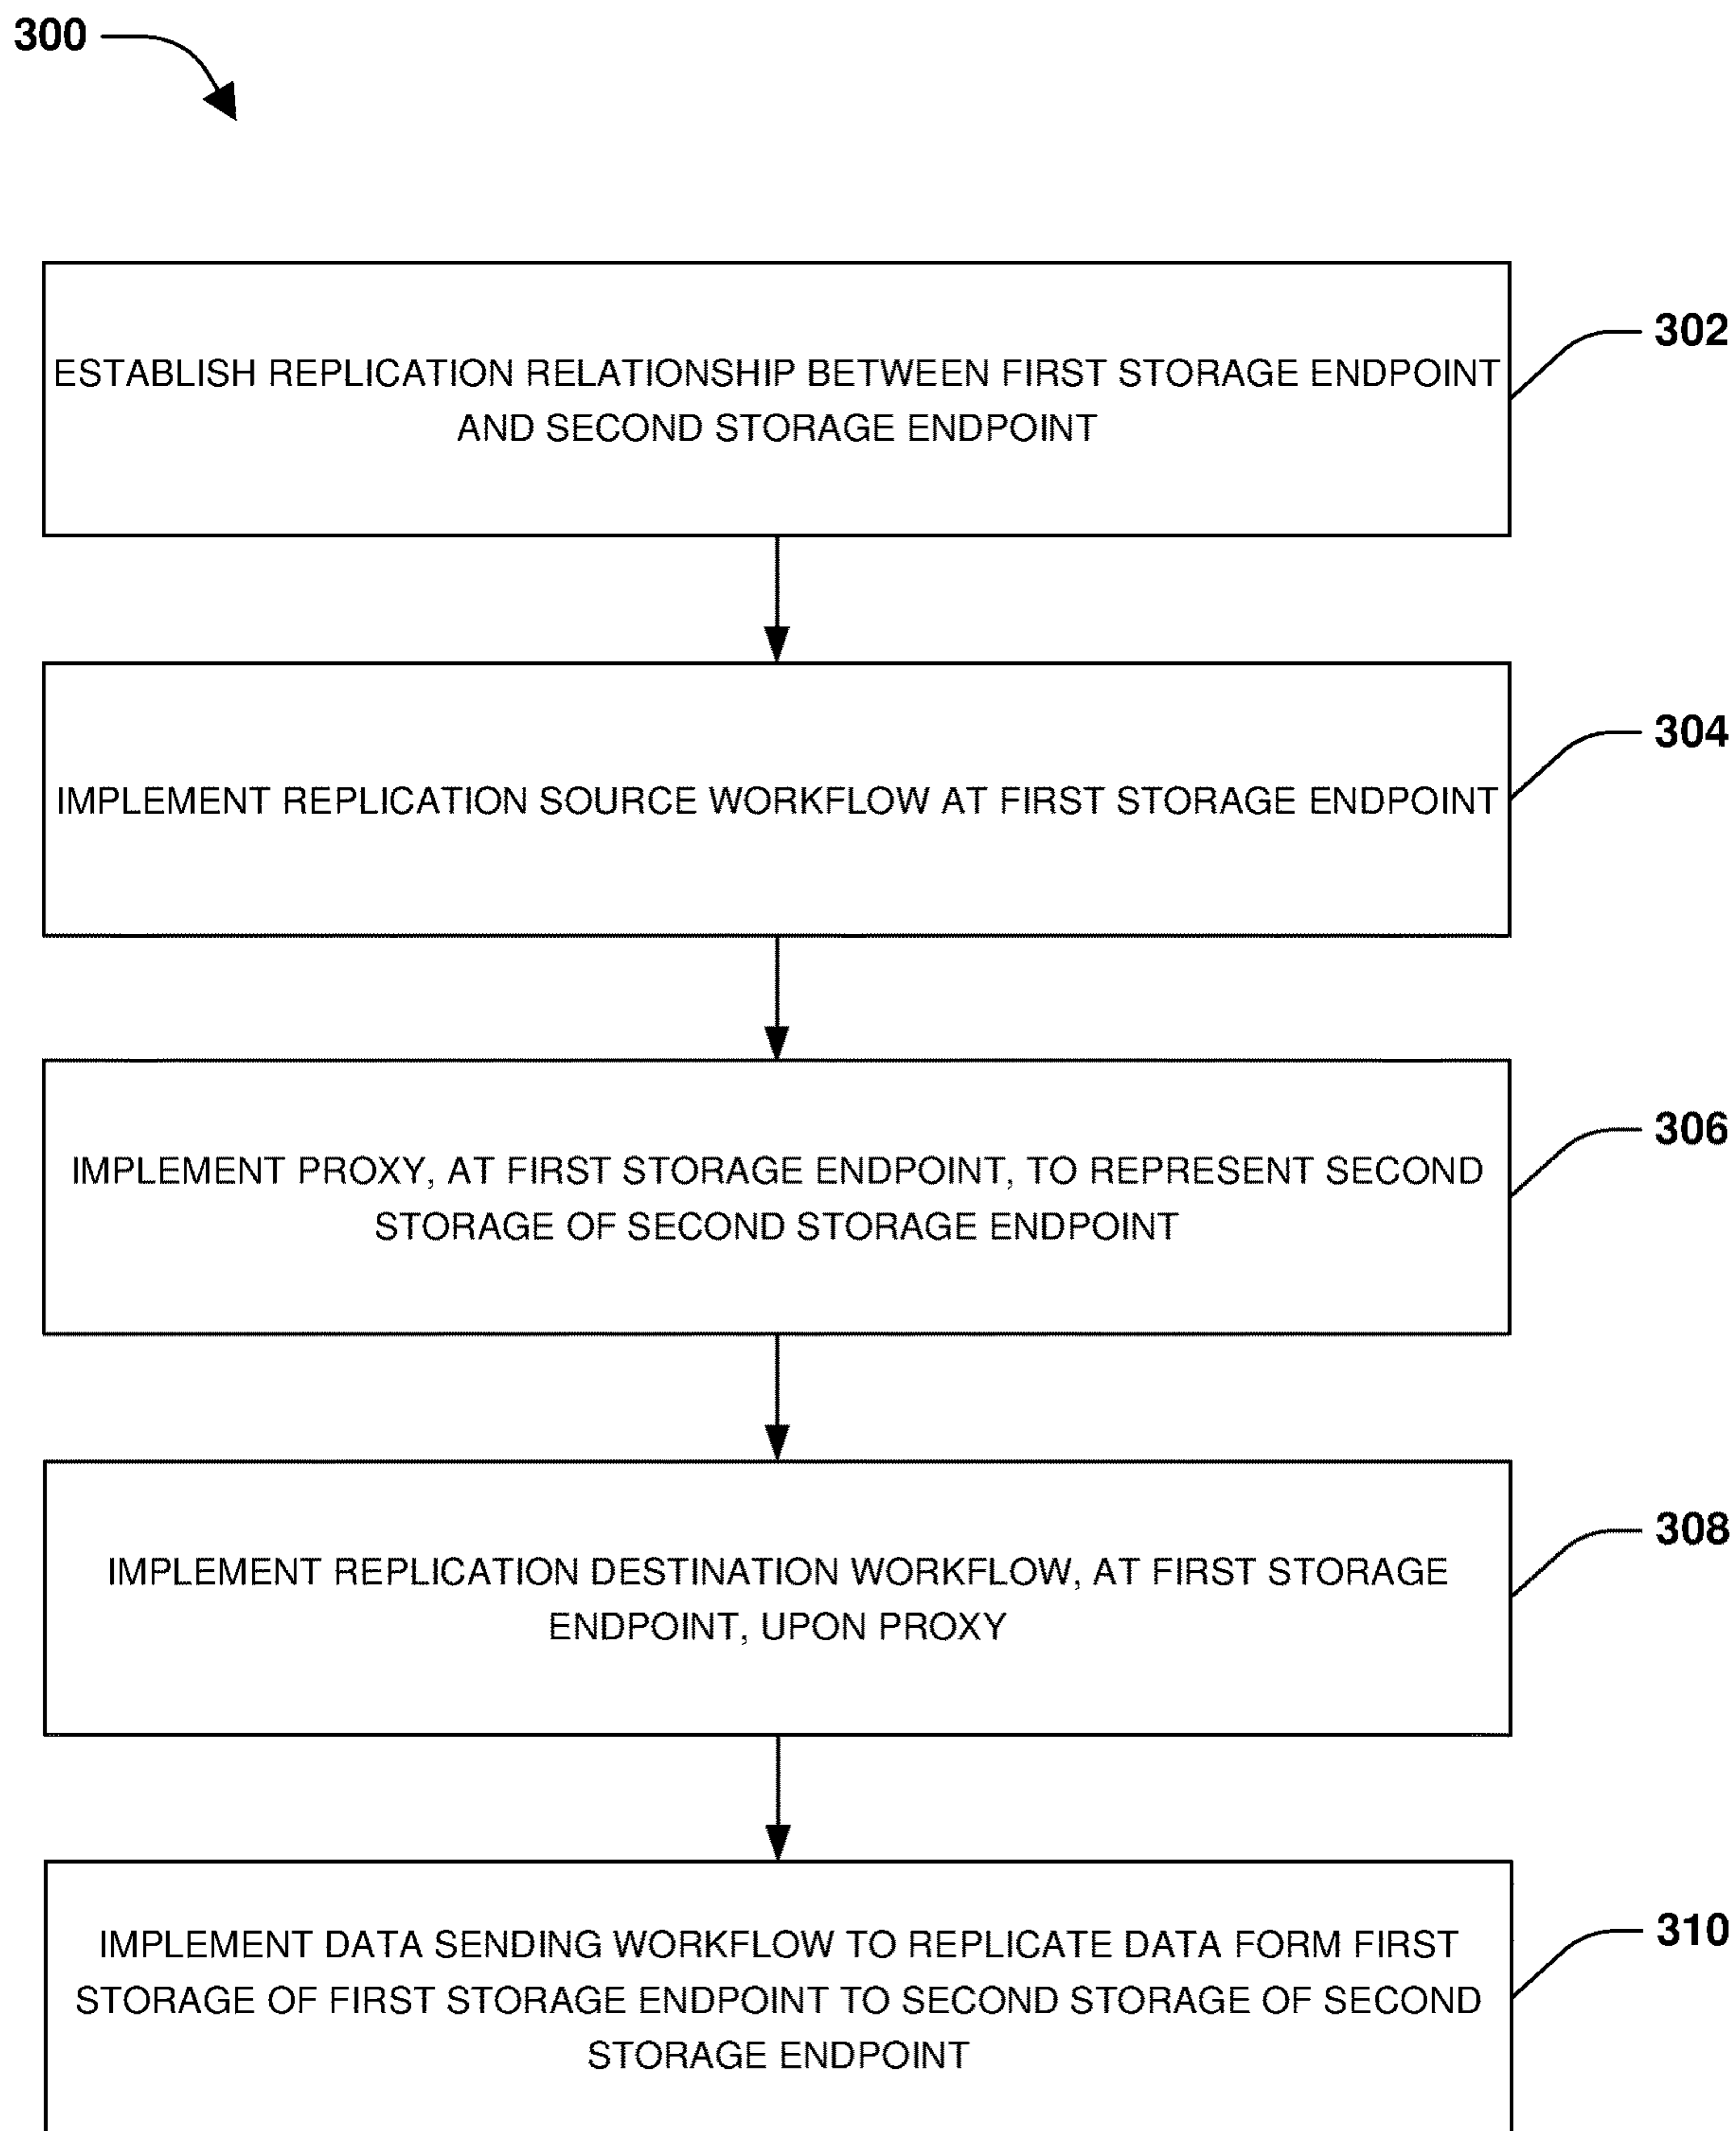 300
302
ESTABLISH REPLICATION RELATIONSHIP BETWEEN FIRST STORAGE ENDPOINT
AND SECOND STORAGE ENDPOINT
304
IMPLEMENT REPLICATION SOURCE WORKFLOW AT FIRST STORAGE ENDPOINT
306
IMPLEMENT PROXY, AT FIRST STORAGE ENDPOINT, TO REPRESENT SECOND
STORAGE OF SECOND STORAGE ENDPOINT
308
IMPLEMENT REPLICATION DESTINATION WORKFLOW, AT FIRST STORAGE
ENDPOINT, UPON PROXY
310
IMPLEMENT DATA SENDING WORKFLOW TO REPLICATE DATA FORM FIRST
STORAGE OF FIRST STORAGE ENDPOINT TO SECOND STORAGE OF SECOND
STORAGE ENDPOINT